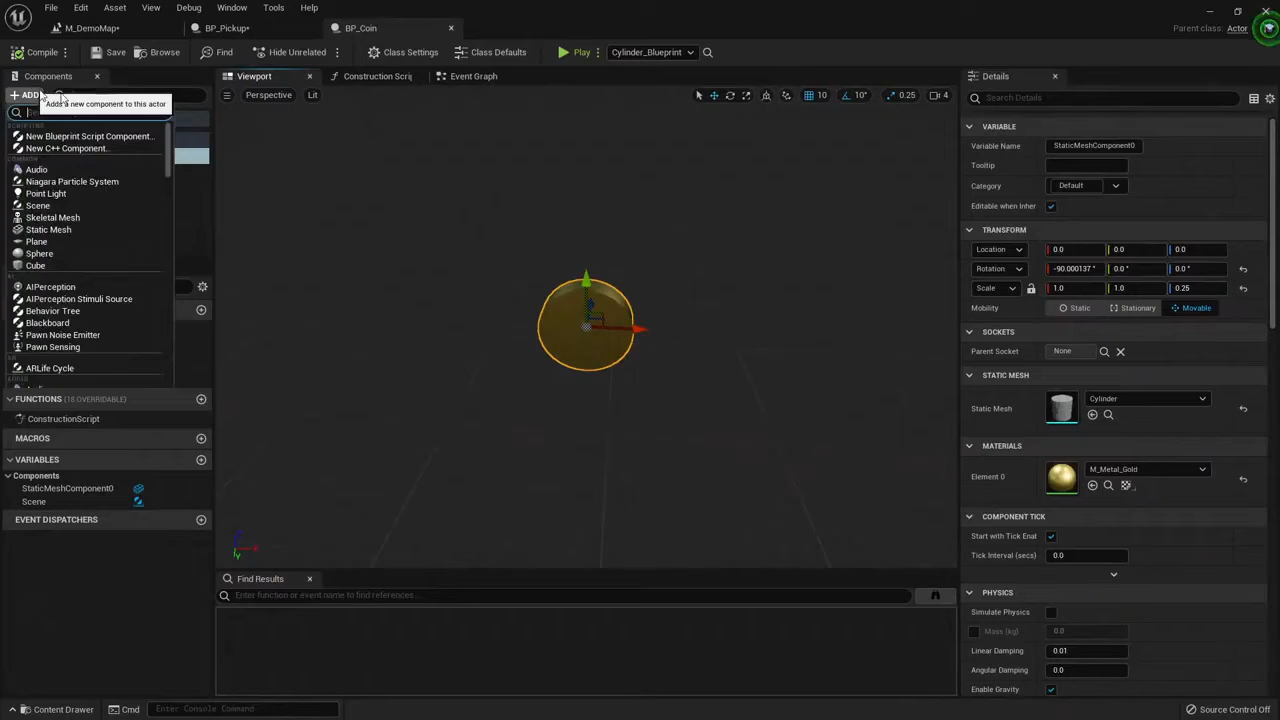 File Edit Asset View Debug Window Tools Help
M_DemoMap• BP_Pickup• BP_Coin Parent class: Actor
Compile Save Browse Find Hide Unrelated Class Settings Class Defaults Play Cylinder_Blueprint
Components Viewport Construction Scrip Event Graph Details
ADD Adds a new component to this actor
Perspective Lit 10 10° 0.25 4
Search Details
SCRIPTING
New Blueprint Script Component...
New C++ Component...
COMMON
Audio
Niagara Particle System
Point Light
Scene
Skeletal Mesh
Static Mesh
Plane
Sphere
Cube
AIPerception
AIPerception Stimuli Source
Behavior Tree
Blackboard
Pawn Noise Emitter
Pawn Sensing
ARLife Cycle
FUNCTIONS (18 OVERRIDABLE)
ConstructionScript
MACROS
VARIABLES
Components
StaticMeshComponent0
Scene
EVENT DISPATCHERS
Find Results
Enter function or event name to find references...
VARIABLE
Variable Name StaticMeshComponent0
Tooltip
Category Default
Editable when Inher
TRANSFORM
Location 0.0 0.0 0.0
Rotation -90.000137 ° 0.0 ° 0.0 °
Scale 1.0 1.0 0.25
Mobility Static Stationary Movable
SOCKETS
Parent Socket None
STATIC MESH
Static Mesh Cylinder
MATERIALS
Element 0 M_Metal_Gold
COMPONENT TICK
Start with Tick Enat
Tick Interval (secs) 0.0
PHYSICS
Simulate Physics
Mass (kg) 0.0
Linear Damping 0.01
Angular Damping 0.0
Enable Gravity
Content Drawer Cmd Enter Console Command Source Control Off